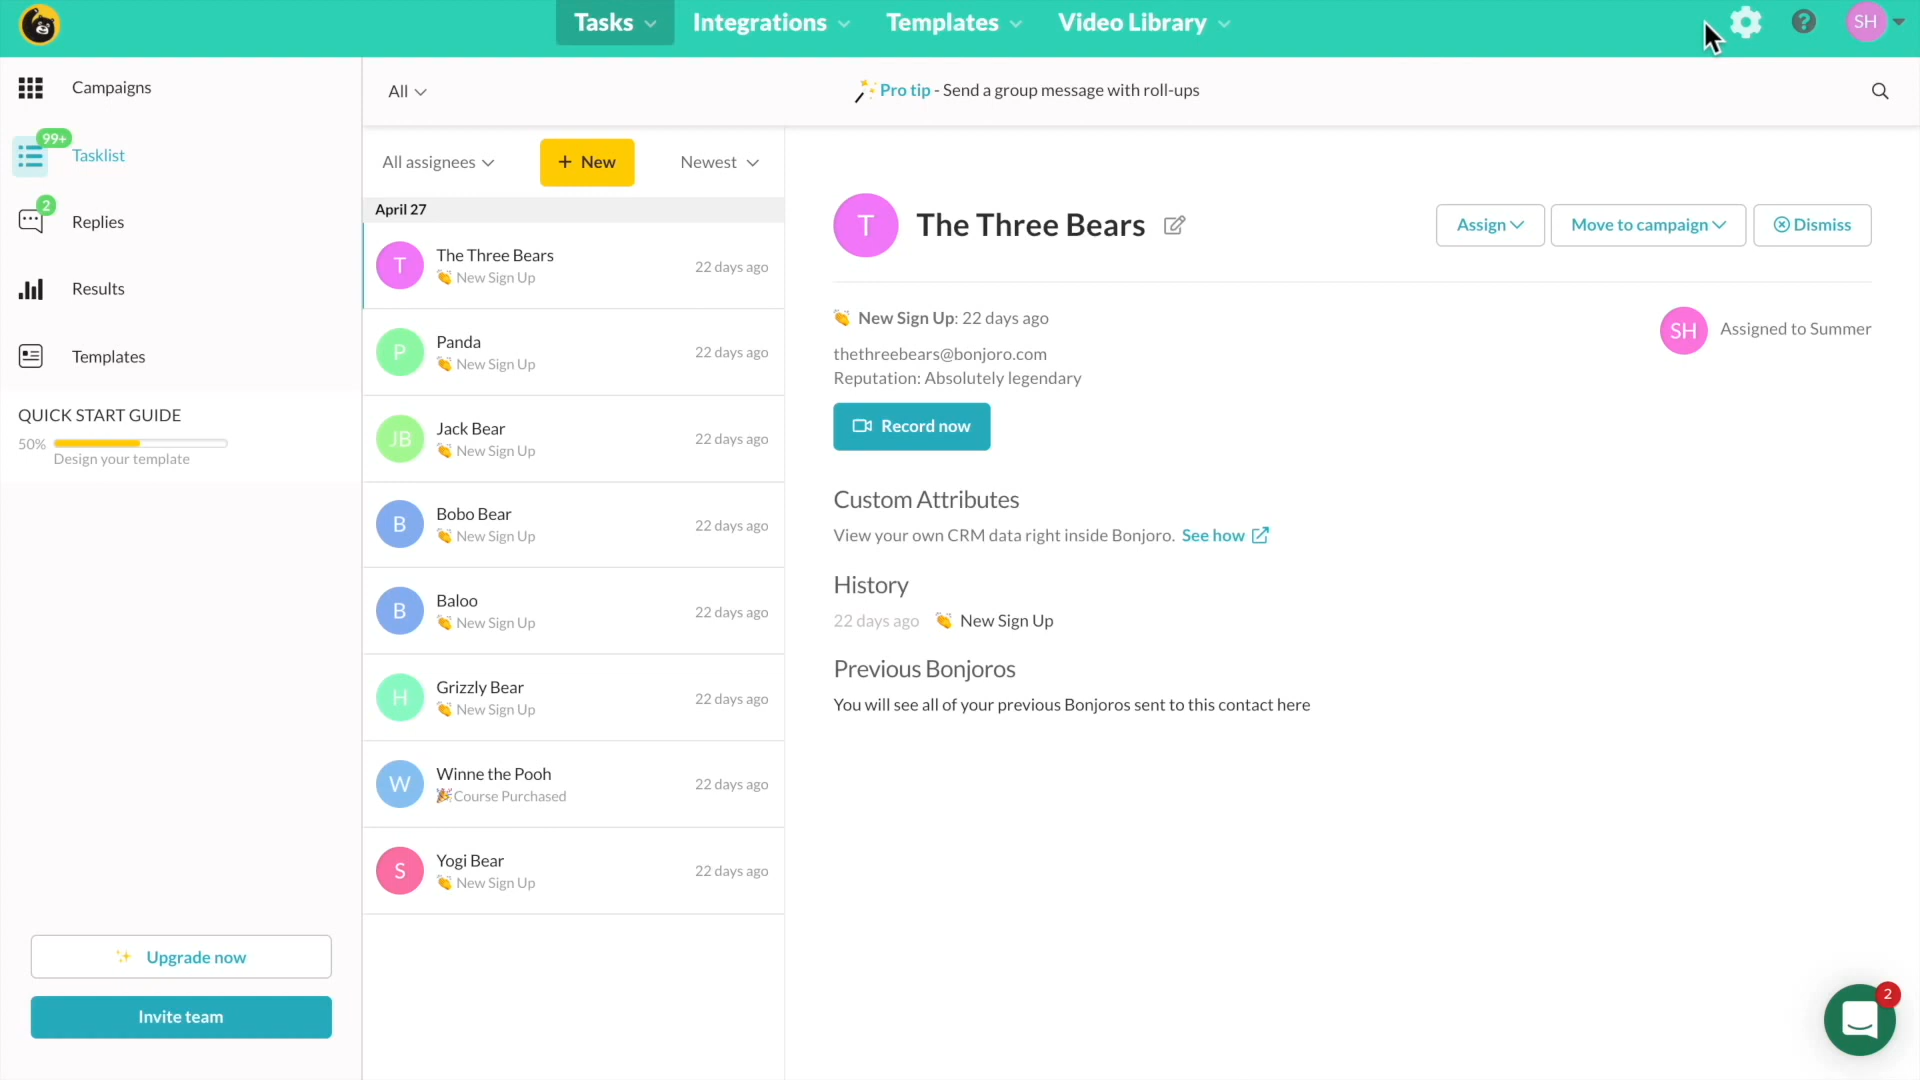 Tasks
Integrations
Templates
Video Library
SH
Campaigns
99+
Tasklist
2
Replies
Results
Templates
QUICK START GUIDE
50%
Design your template
Upgrade now
Invite team
All
Pro tip - Send a group message with roll-ups
All assignees
+ New
Newest
April 27
T
The Three Bears
New Sign Up
22 days ago
P
Panda
New Sign Up
22 days ago
JB
Jack Bear
New Sign Up
22 days ago
B
Bobo Bear
New Sign Up
22 days ago
B
Baloo
New Sign Up
22 days ago
H
Grizzly Bear
New Sign Up
22 days ago
W
Winne the Pooh
Course Purchased
22 days ago
S
Yogi Bear
New Sign Up
22 days ago
T
The Three Bears
Assign
Move to campaign
Dismiss
New Sign Up: 22 days ago
SH
Assigned to Summer
thethreebears@bonjoro.com
Reputation: Absolutely legendary
Record now
Custom Attributes
View your own CRM data right inside Bonjoro. See how
History
22 days ago New Sign Up
Previous Bonjoros
You will see all of your previous Bonjoros sent to this contact here
2